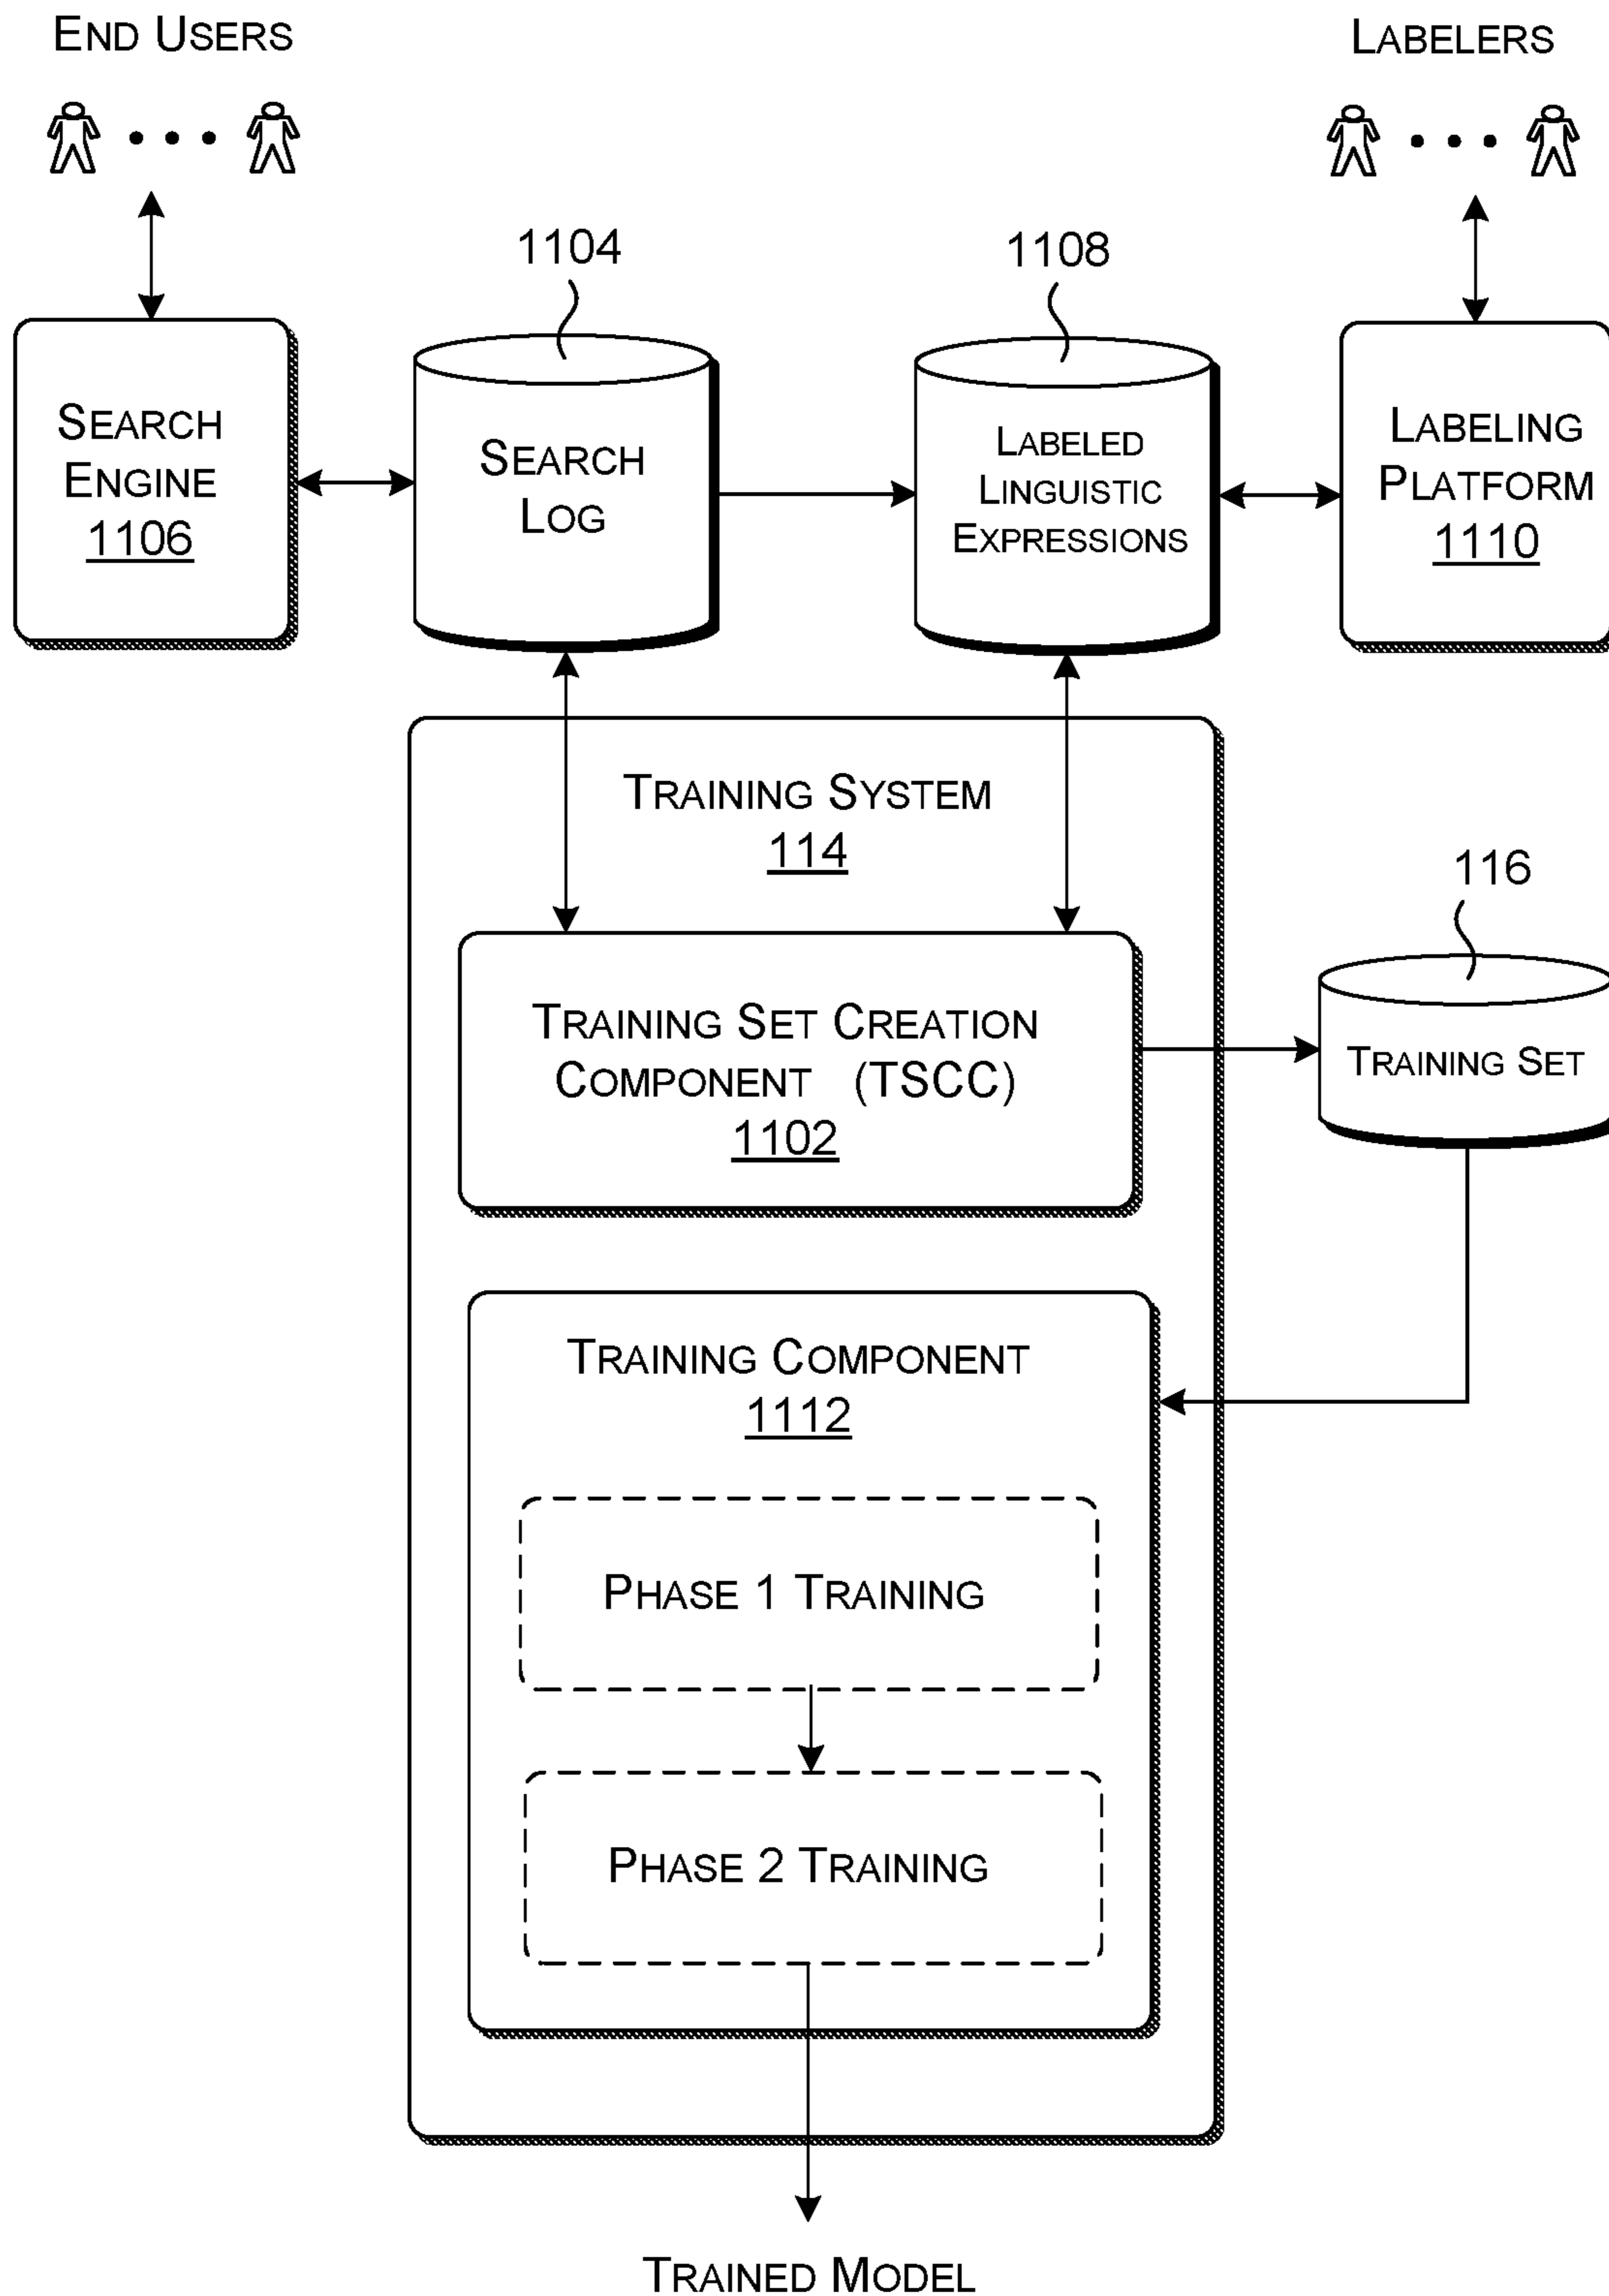 END USERS
LABELERS
1104
1108
SEARCH
ENGINE
1106
SEARCH
LOG
LABELED
LINGUISTIC
EXPRESSIONS
LABELING
PLATFORM
1110
TRAINING SYSTEM
114
116
TRAINING SET CREATION
COMPONENT (TSCC)
1102
TRAINING SET
TRAINING COMPONENT
1112
PHASE 1 TRAINING
PHASE 2 TRAINING
TRAINED MODEL